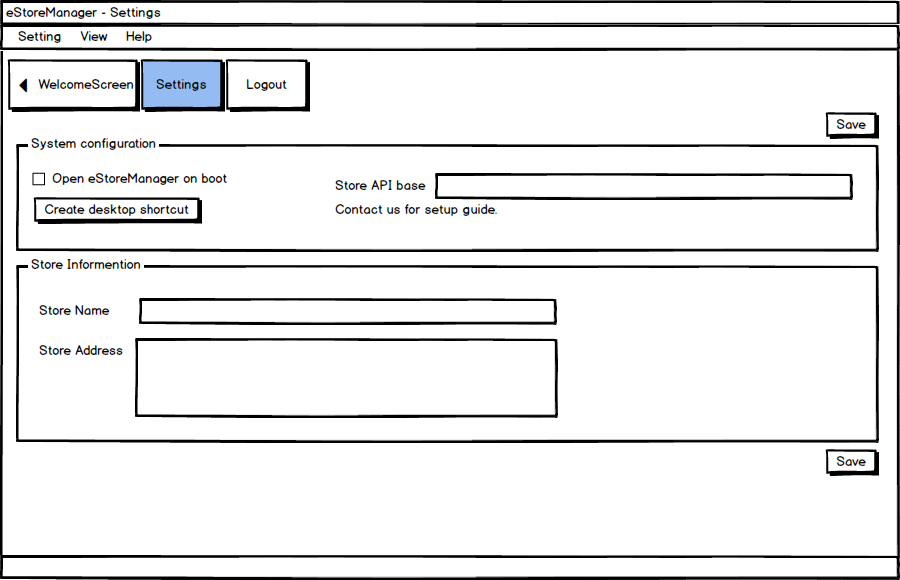 eStoreManager - Settings
Setting View Help
WelcomeScreen Settings Logout
Save
System configuration
Open eStoreManager on boot
Store API base
Create desktop shortcut
Contact us for setup guide.
Store Informention
Store Name
Store Address
Save